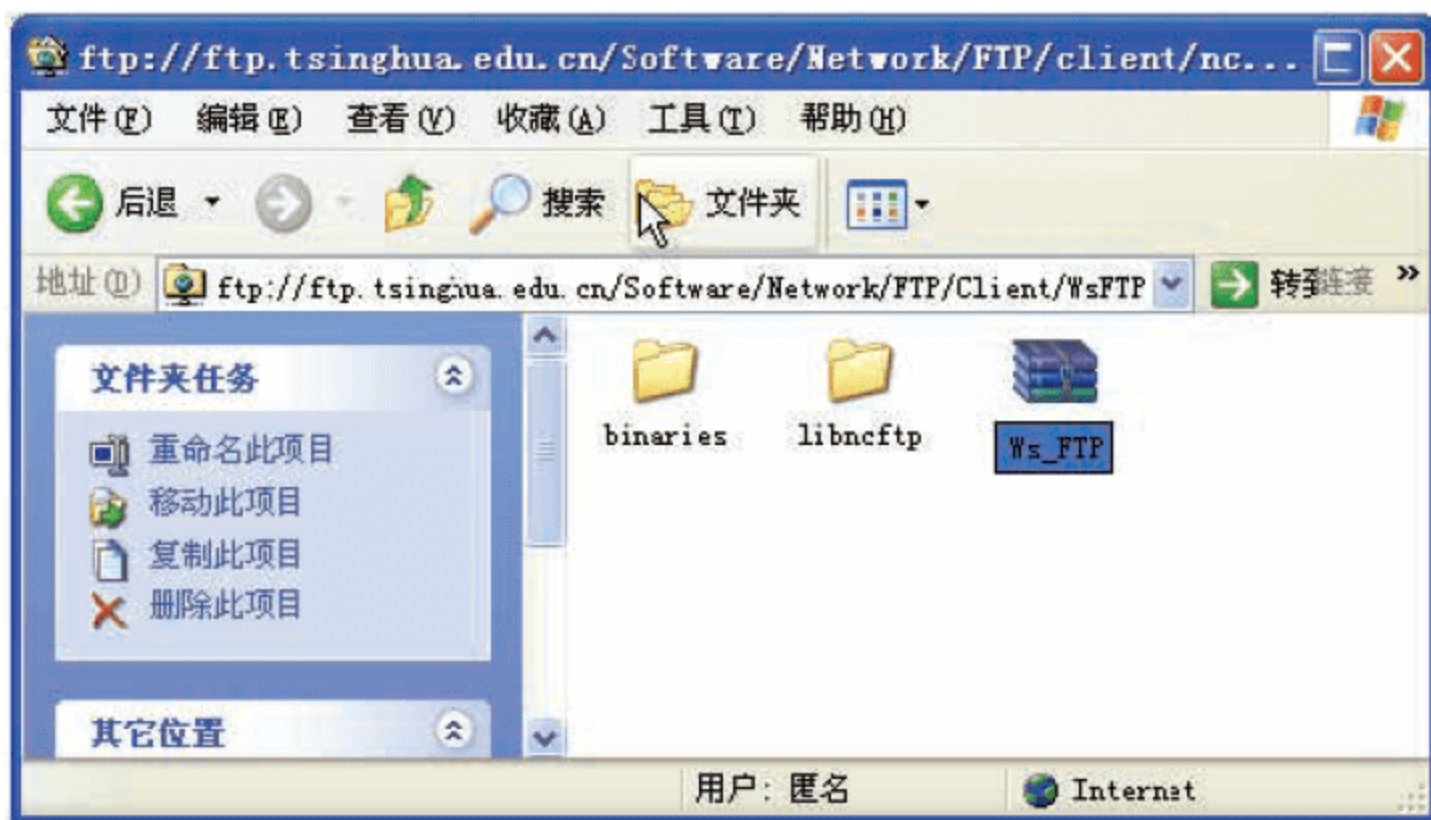 ftp://ftp.tsinghua.edu.cn/Software/Network/FTP/client/nc...
文件(F) 编辑(E) 查看(V) 收藏(A) 工具(T) 帮助(H)
后退 搜索 文件夹
地址(D) ftp://ftp.tsinghua.edu.cn/Software/Network/FTP/Client/WsFTP 转到 链接 »
文件夹任务
重命名此项目
移动此项目
复制此项目
删除此项目
其它位置
binaries libncftp Ws_FTP
用户: 匿名 Internet